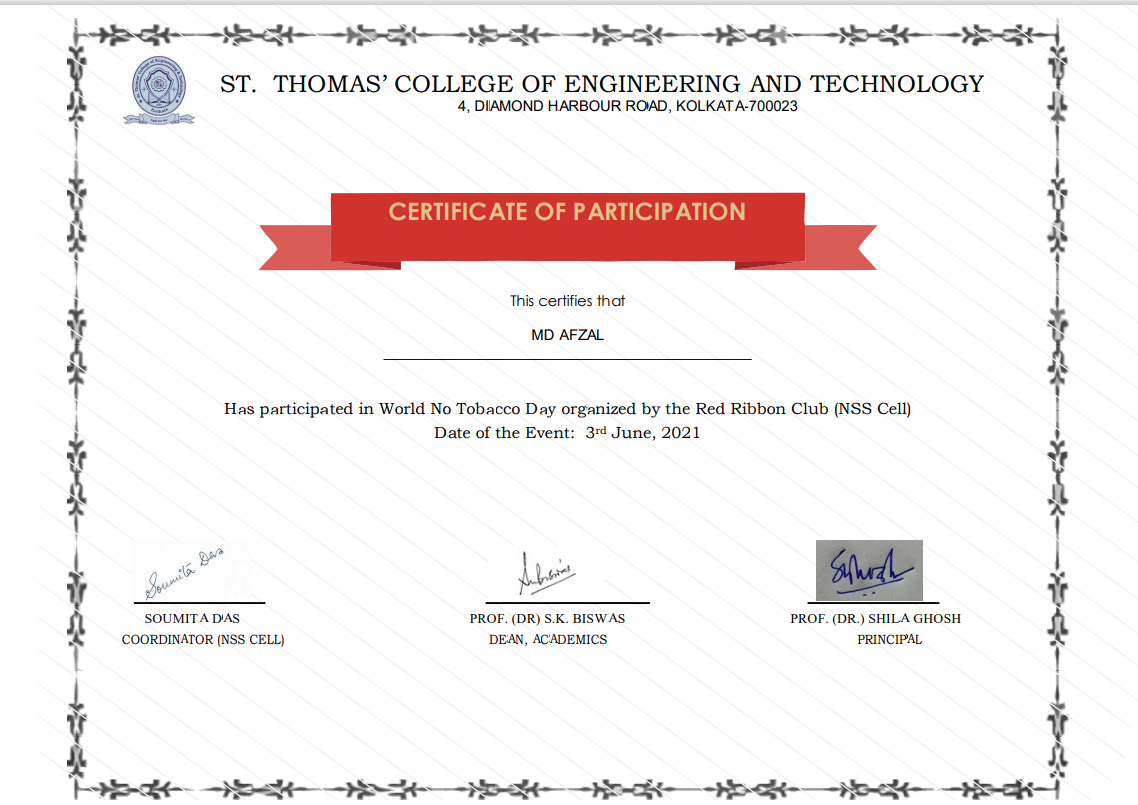 ST. THOMAS’ COLLEGE OF ENGINEERING AND TECHNOLOGY
4, DIAMOND HARBOUR ROAD, KOLKATA-700023
CERTIFICATE OF PARTICIPATION
This certifies that
MD AFZAL
Has participated in World No Tobacco Day organized by the Red Ribbon Club (NSS Cell)
Date of the Event: 3rd June, 2021
Soumita Das
SOUMITA DAS
COORDINATOR (NSS CELL)
PROF. (DR) S.K. BISWAS
DEAN, ACADEMICS
PROF. (DR.) SHILA GHOSH
PRINCIPAL